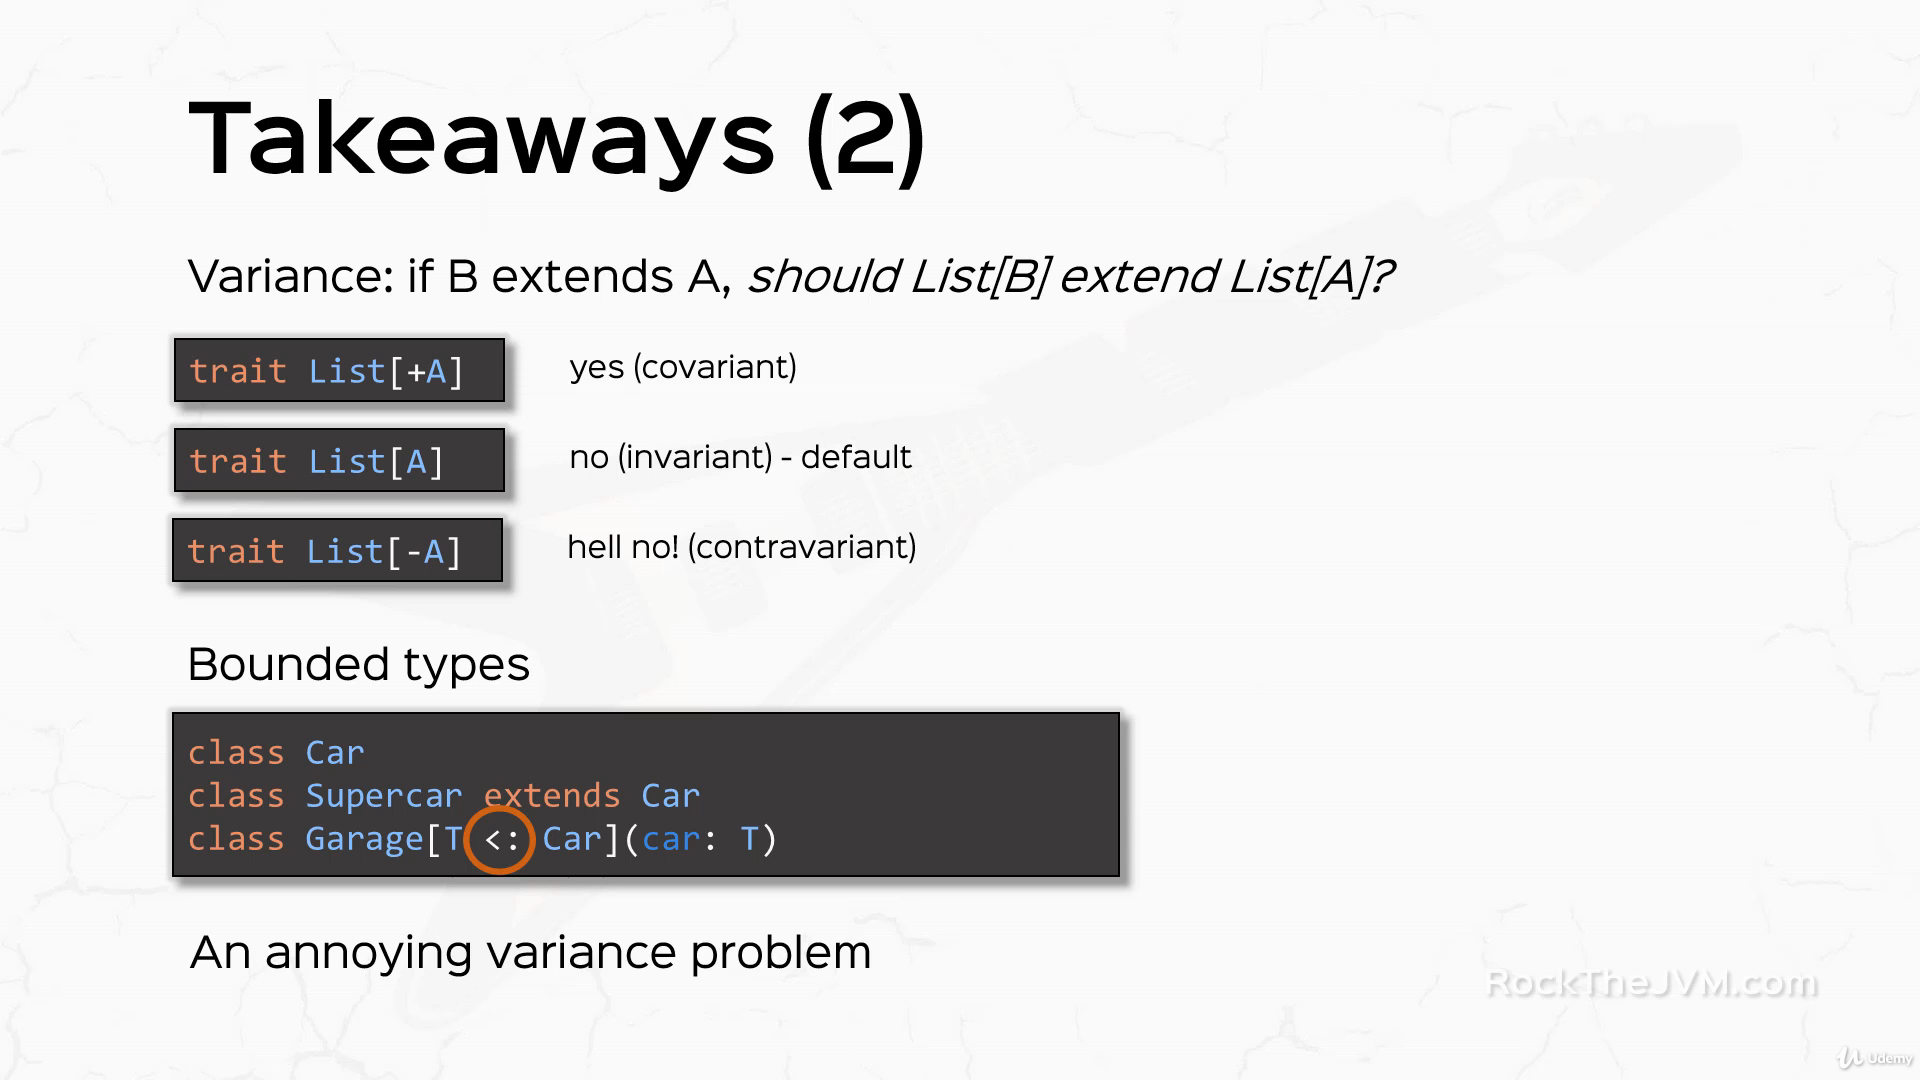 Takeaways (2)
Variance: if B extends A, should List[B] extend List[A]?
trait List[+A]
yes (covariant)
trait List[A]
no (invariant) - default
trait List[-A]
hell no! (contravariant)
Bounded types
class Car
class Supercar extends Car
class Garage[T <: Car](car: T)
An annoying variance problem
RockTheJVM.com
Udemy